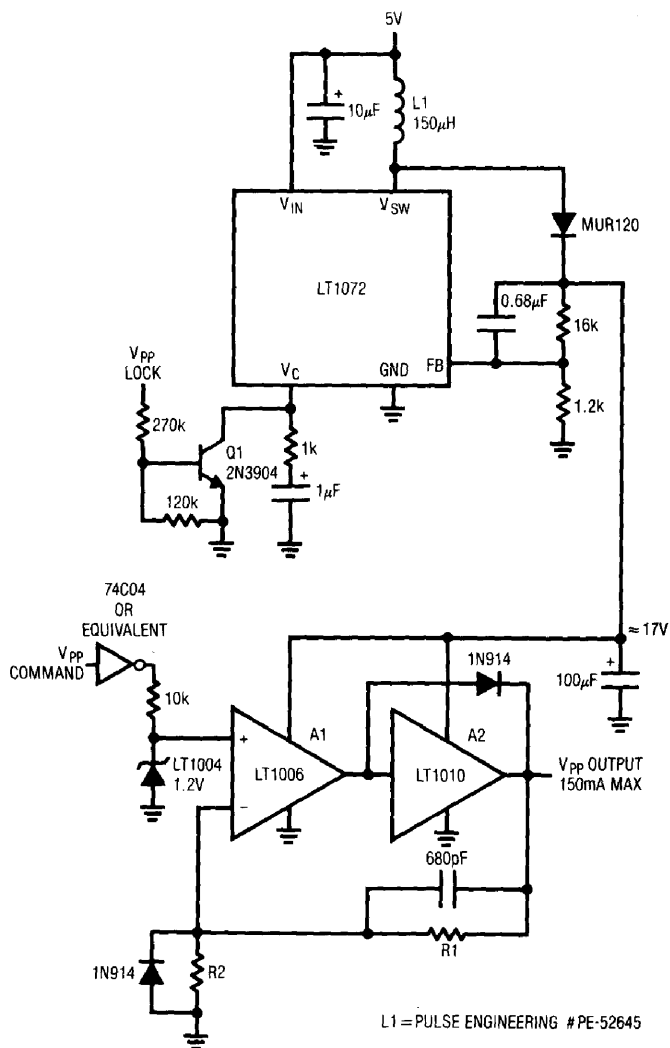 5V
+
10μF
L1
150μH
VIN
VSW
MUR120
LT1072
0.68μF
16k
VPP
LOCK
VC
GND
FB
270k
1k
1.2k
Q1
2N3904
+
1μF
120k
74C04
OR
EQUIVALENT
≈17V
VPP
COMMAND
1N914
+
100μF
10k
+
A1
A2
LT1004
1.2V
LT1006
LT1010
VPP OUTPUT
150mA MAX
−
680pF
1N914
R2
R1
L1 = PULSE ENGINEERING #PE-52645